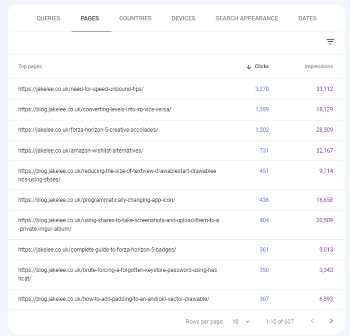 QUERIES PAGES COUNTRIES DEVICES SEARCH APPEARANCE DATES
Top pages Clicks Impressions
https://jakelee.co.uk/need-for-speed-unbound-tips/ 3,270 33,112
https://blog.jakelee.co.uk/converting-levels-into-xp-vice-versa/ 1,359 18,129
https://jakelee.co.uk/forza-horizon-5-creative-accolades/ 1,202 28,309
https://jakelee.co.uk/amazon-wishlist-alternatives/ 731 32,167
https://blog.jakelee.co.uk/reducing-the-size-of-textview-drawablestart-drawablee
nds-using-styles/ 451 9,714
https://blog.jakelee.co.uk/programmatically-changing-app-icon/ 436 16,658
https://blog.jakelee.co.uk/using-sharex-to-take-screenshots-and-upload-them-to-a
-private-imgur-album/ 404 20,509
https://jakelee.co.uk/complete-guide-to-forza-horizon-5-badges/ 361 9,013
https://blog.jakelee.co.uk/brute-forcing-a-forgotten-keystore-password-using-has
hcat/ 350 3,343
https://blog.jakelee.co.uk/how-to-add-padding-to-an-android-vector-drawable/ 307 6,893
Rows per page: 10 1-10 of 607